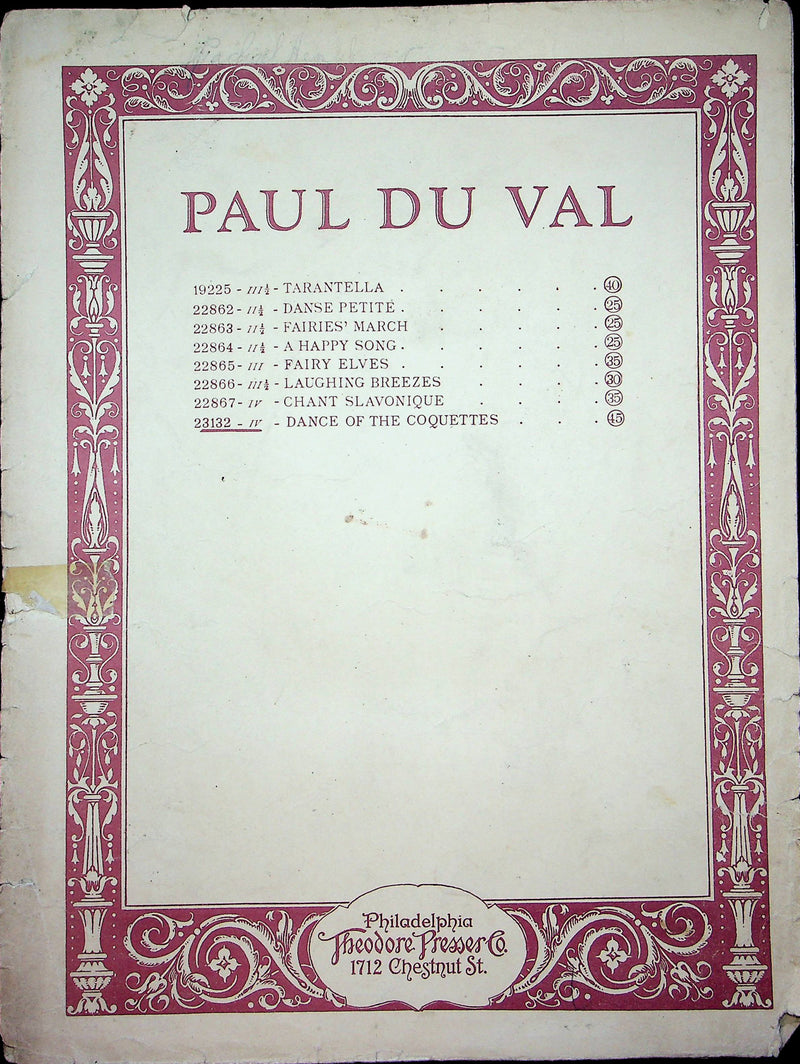 PAUL DU VAL
19225 - III½ - TARANTELLA . . . . . . 40
22862 - II½ - DANSE PETITE . . . . . 25
22863 - II½ - FAIRIES' MARCH . . . . . 25
22864 - II½ - A HAPPY SONG . . . . . 25
22865 - III - FAIRY ELVES . . . . . . 35
22866 - III½ - LAUGHING BREEZES . . . . 30
22867 - IV - CHANT SLAVONIQUE . . . . 35
23132 - IV - DANCE OF THE COQUETTES . . . 45
Philadelphia
Theodore Presser Co.
1712 Chestnut St.